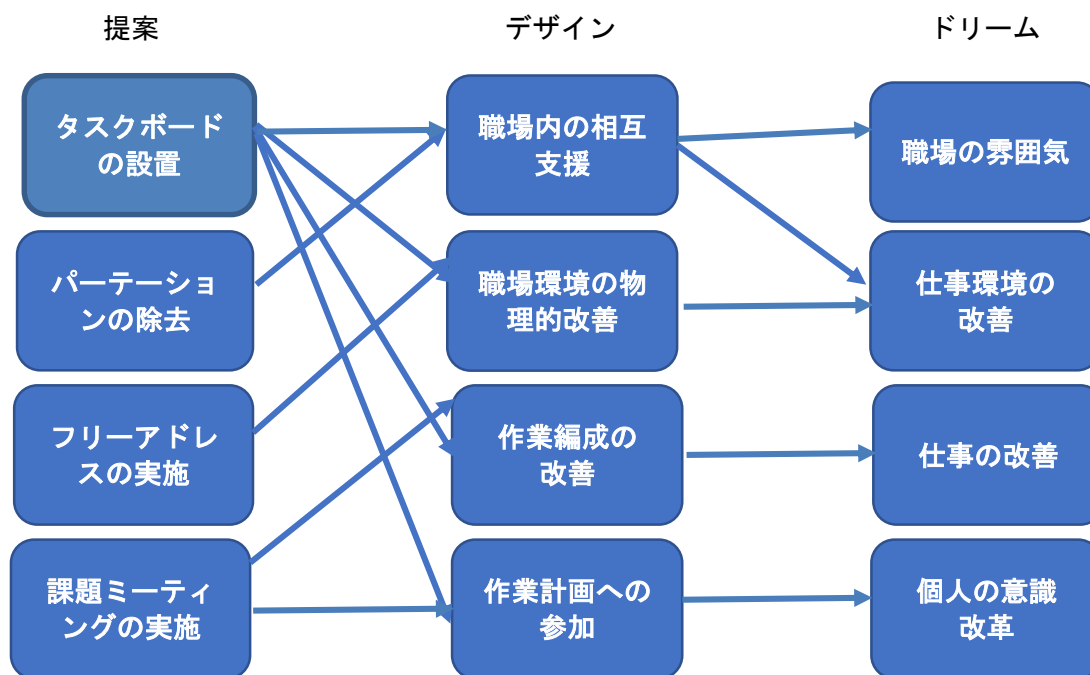 提案
デザイン
ドリーム
タスクボード
の設置
職場内の相互
支援
職場の雰囲気
パーテーショ
ンの除去
職場環境の物
理的改善
仕事環境の
改善
フリーアドレ
スの実施
作業編成の
改善
仕事の改善
課題ミーティ
ングの実施
作業計画への
参加
個人の意識
改革